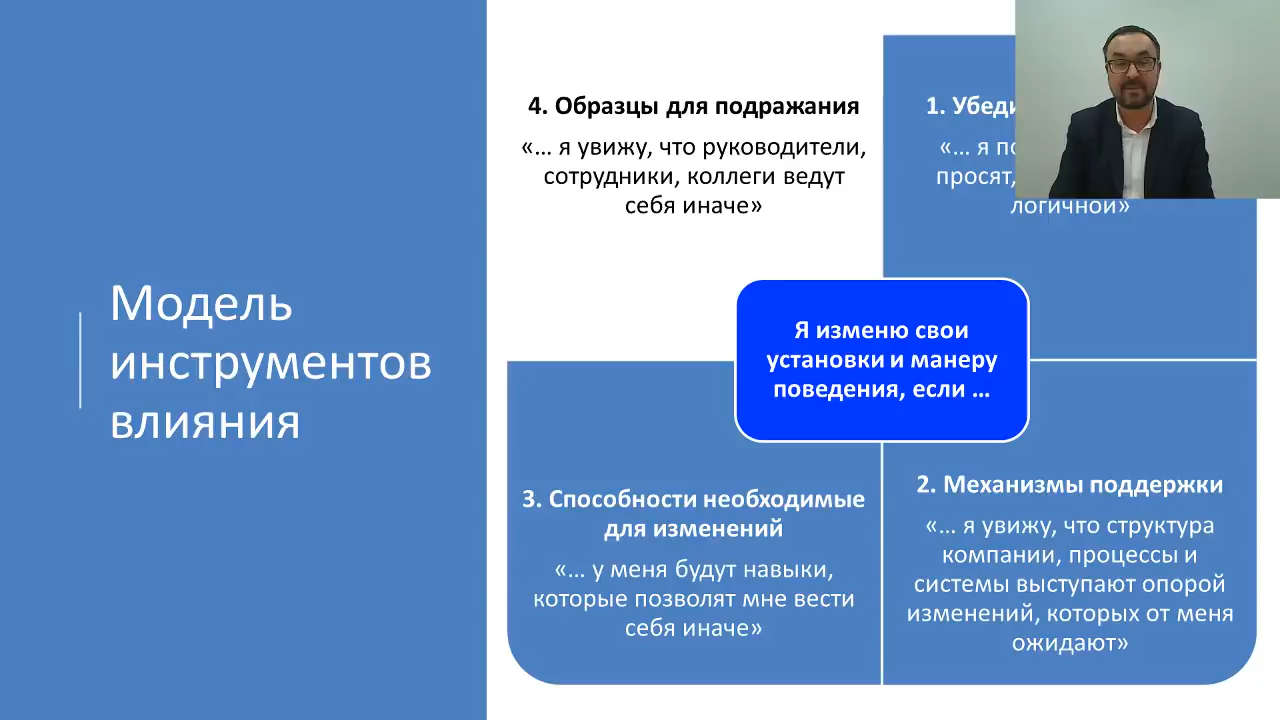 Модель
инструментов
влияния
4. Образцы для подражания
«… я увижу, что руководители,
сотрудники, коллеги ведут
себя иначе»
1.
«… я
просят,
логичной»
Я изменю свои
установки и манеру
поведения, если …
3. Способности необходимые
для изменений
«… у меня будут навыки,
которые позволят мне вести
себя иначе»
2. Механизмы поддержки
«… я увижу, что структура
компании, процессы и
системы выступают опорой
изменений, которых от меня
ожидают»